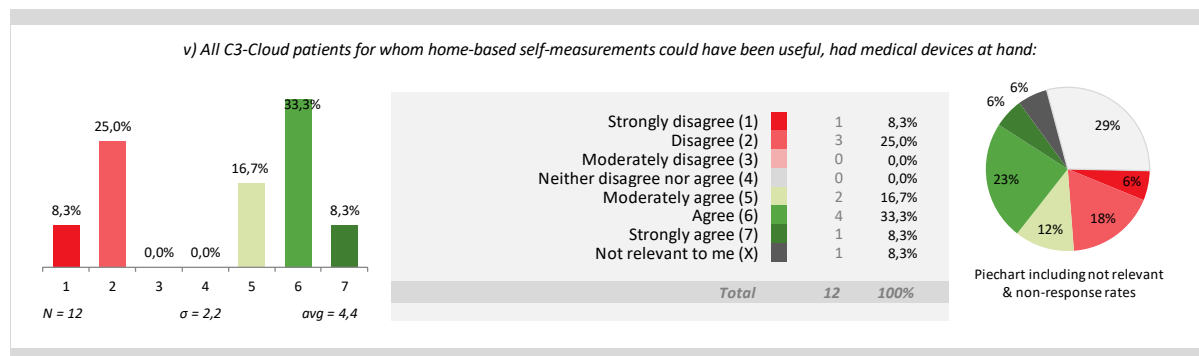 v) All C3-Cloud patients for whom home-based self-measurements could have been useful, had medical devices at hand:
8,3%
25,0%
0,0%
0,0%
16,7%
33,3%
8,3%
1 2 3 4 5 6 7
N = 12 σ = 2,2 avg = 4,4
Strongly disagree (1) 1 8,3%
Disagree (2) 3 25,0%
Moderately disagree (3) 0 0,0%
Neither disagree nor agree (4) 0 0,0%
Moderately agree (5) 2 16,7%
Agree (6) 4 33,3%
Strongly agree (7) 1 8,3%
Not relevant to me (X) 1 8,3%
Total 12 100%
6%
6%
29%
23%
6%
12%
18%
Piechart including not relevant
& non-response rates